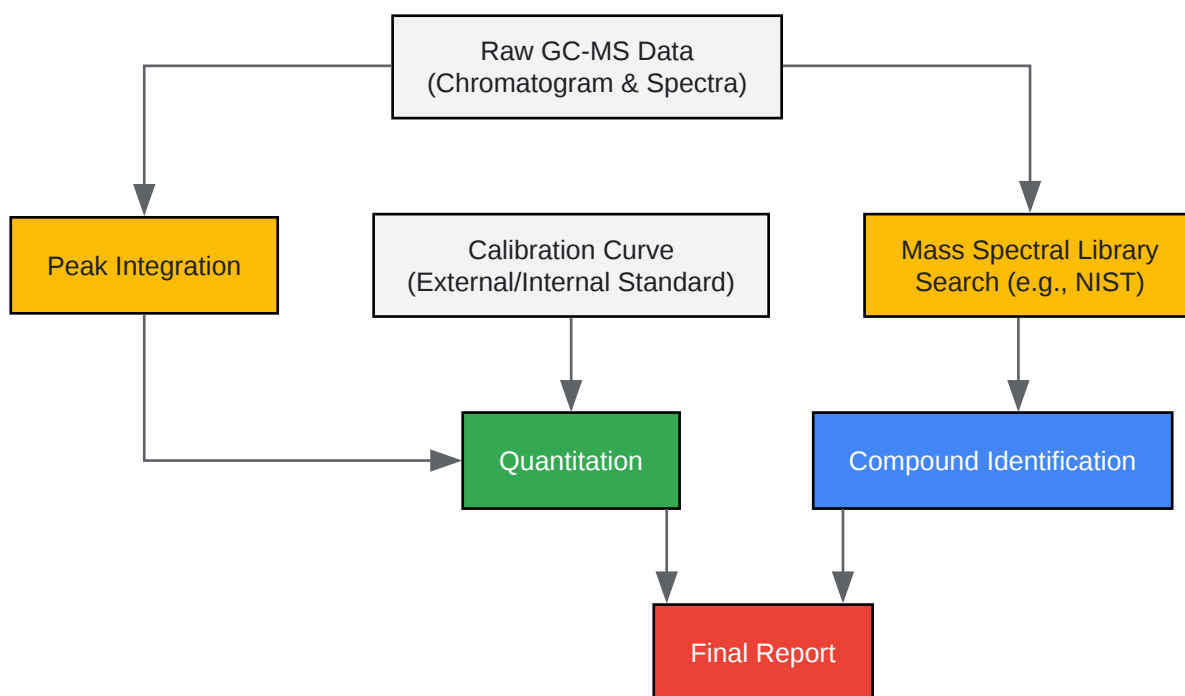 Raw GC-MS Data
(Chromatogram & Spectra)
Peak Integration
Calibration Curve
(External/Internal Standard)
Mass Spectral Library
Search (e.g., NIST)
Quantitation
Compound Identification
Final Report